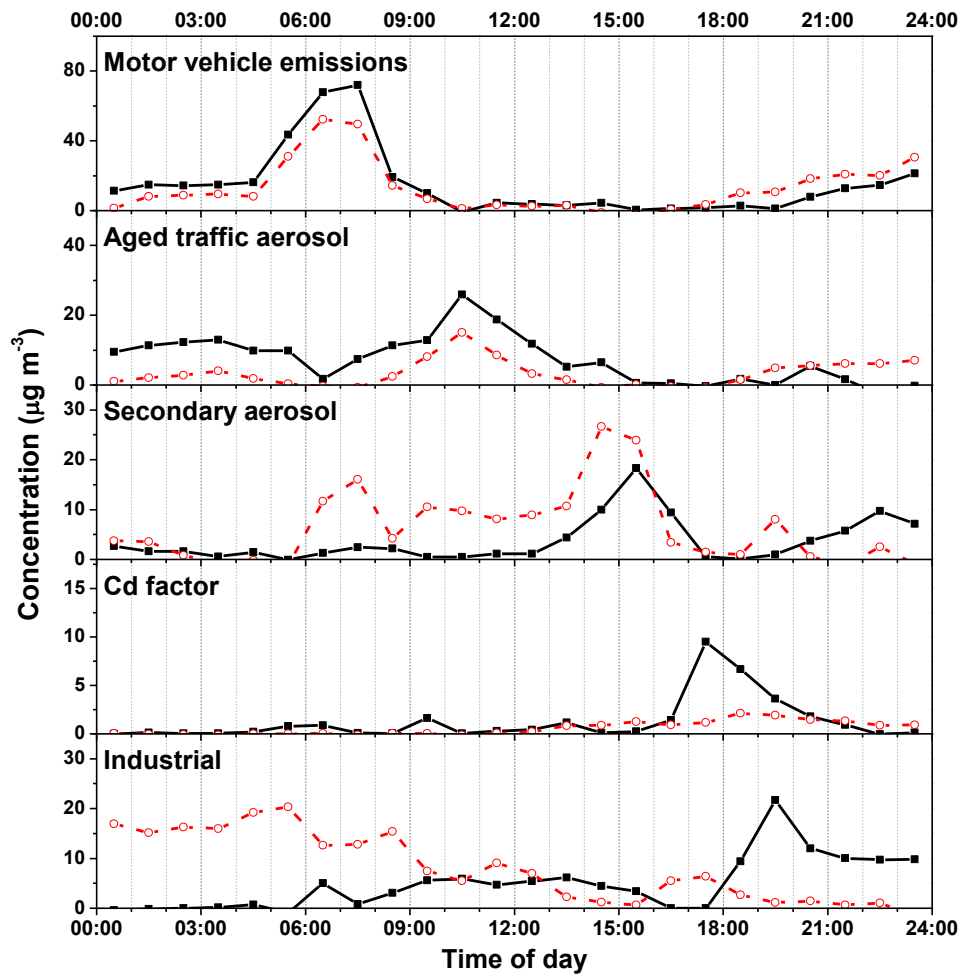 00:00 03:00 06:00 09:00 12:00 15:00 18:00 21:00 24:00
Motor vehicle emissions
80
40
0
Aged traffic aerosol
40
20
0
Secondary aerosol
30
20
10
0
Cd factor
15
10
5
0
Industrial
30
20
10
0
Concentration (μg m-3)
00:00 03:00 06:00 09:00 12:00 15:00 18:00 21:00 24:00
Time of day